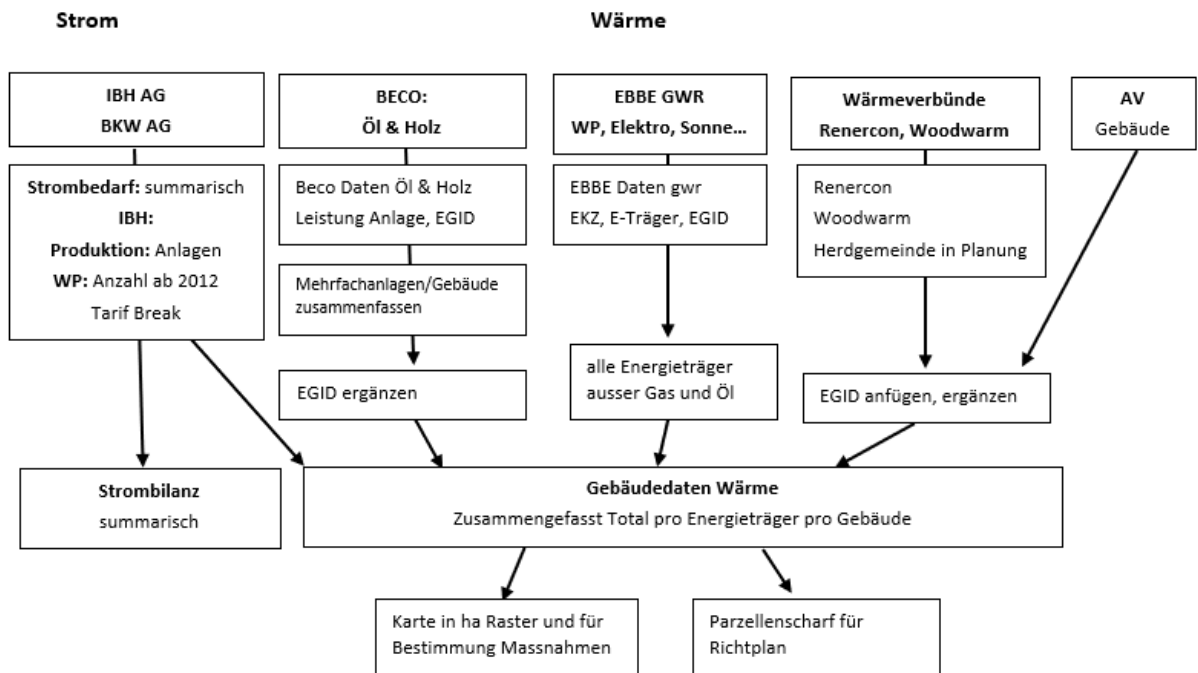 Strom
Wärme
IBH AG
BKW AG
BECO:
Öl & Holz
EBBE GWR
WP, Elektro, Sonne...
Wärmeverbünde
Renercon, Woodwarm
AV
Gebäude
Strombedarf: summarisch
IBH:
Produktion: Anlagen
WP: Anzahl ab 2012
Tarif Break
Beco Daten Öl & Holz
Leistung Anlage, EGID
EBBE Daten gwr
EKZ, E-Träger, EGID
Renercon
Woodwarm
Herdgemeinde in Planung
Mehrfachanlagen/Gebäude
zusammenfassen
EGID ergänzen
alle Energieträger
ausser Gas und Öl
EGID anfügen, ergänzen
Strombilanz
summarisch
Gebäudedaten Wärme
Zusammengefasst Total pro Energieträger pro Gebäude
Karte in ha Raster und für
Bestimmung Massnahmen
Parzellenscharf für
Richtplan